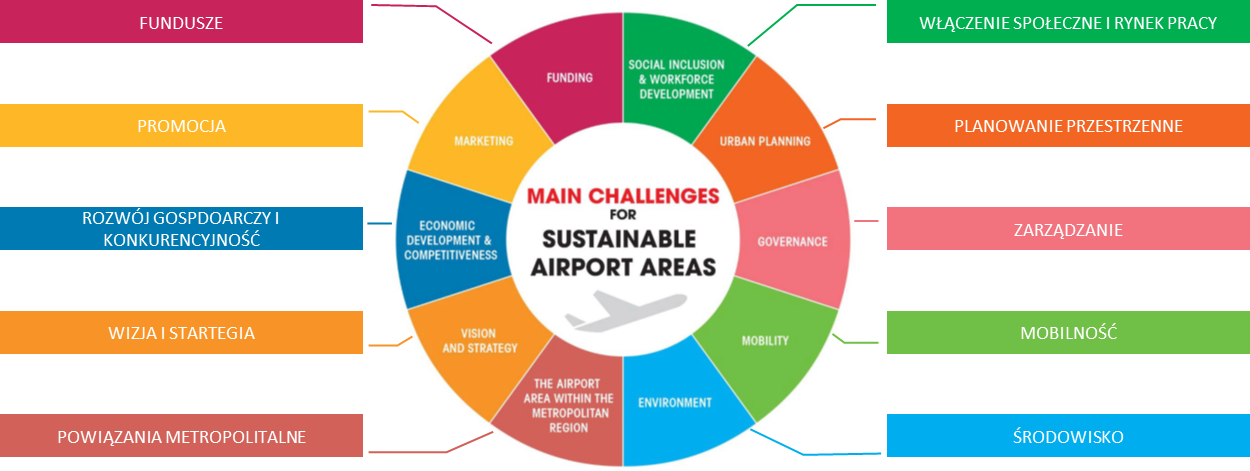 FUNDUSZE
PROMOCJA
ROZWÓJ GOSPDOARCZY I
KONKURENCYJNOŚĆ
WIZJA I STARTEGIA
POWIĄZANIA METROPOLITALNE
FUNDING
SOCIAL INCLUSION
& WORKFORCE
DEVELOPMENT
MARKETING
URBAN PLANNING
ECONOMIC
DEVELOPMENT &
COMPETITIVENESS
GOVERNANCE
VISION
AND STRATEGY
MOBILITY
THE AIRPORT
AREA WITHIN THE
METROPOLITAN
REGION
ENVIRONMENT
MAIN CHALLENGES
FOR
SUSTAINABLE
AIRPORT AREAS
WŁĄCZENIE SPOŁECZNE I RYNEK PRACY
PLANOWANIE PRZESTRZENNE
ZARZĄDZANIE
MOBILNOŚĆ
ŚRODOWISKO